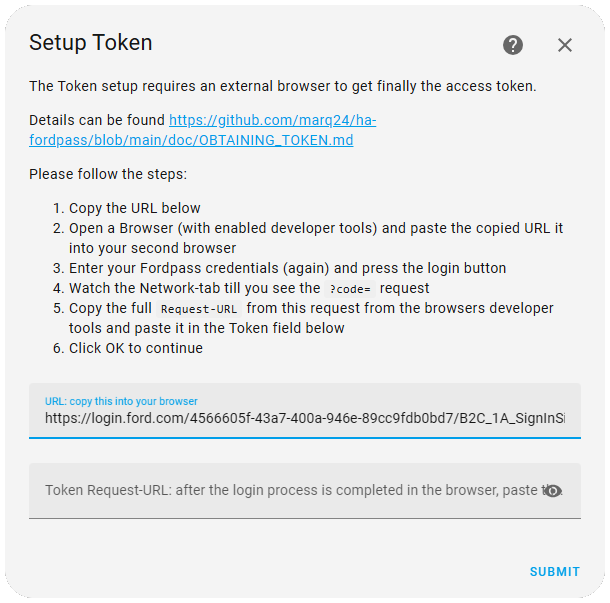 Setup Token
The Token setup requires an external browser to get finally the access token.
Details can be found https://github.com/marq24/ha-
fordpass/blob/main/doc/OBTAINING_TOKEN.md
Please follow the steps:
1. Copy the URL below
2. Open a Browser (with enabled developer tools) and paste the copied URL it
into your second browser
3. Enter your Fordpass credentials (again) and press the login button
4. Watch the Network-tab till you see the ?code= request
5. Copy the full Request-URL from this request from the browsers developer
tools and paste it in the Token field below
6. Click OK to continue
URL: copy this into your browser
https://login.ford.com/4566605f-43a7-400a-946e-89cc9fdb0bd7/B2C_1A_SignInSi
Token Request-URL: after the login process is completed in the browser, paste
SUBMIT